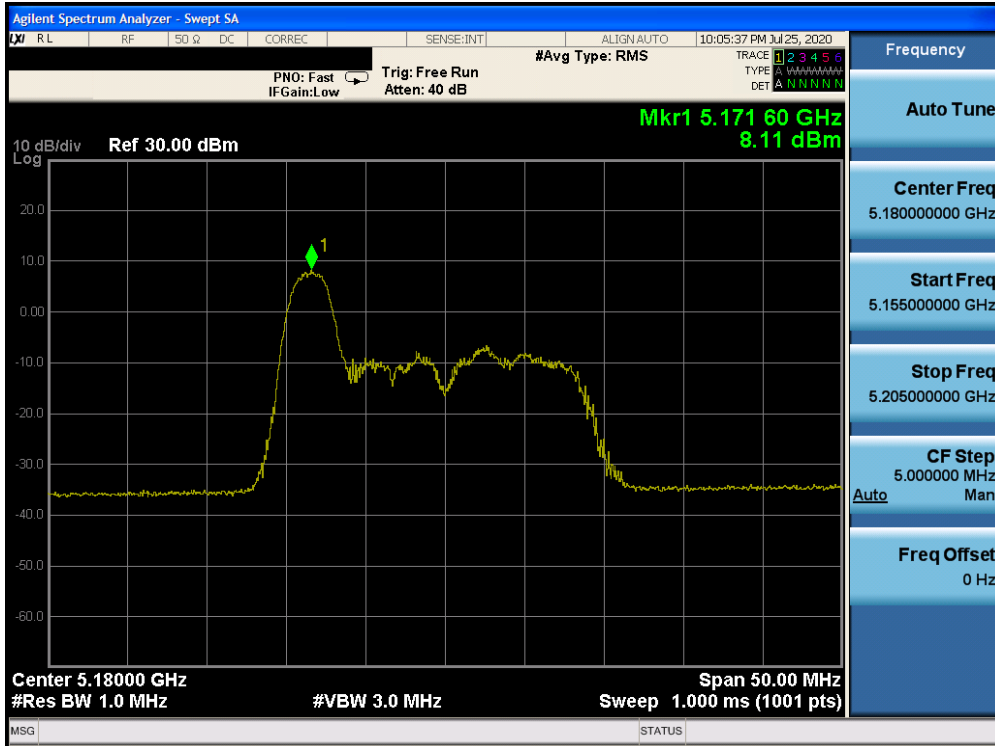 Agilent Spectrum Analyzer - Swept SA
LXI RL RF 50 Ω DC CORREC SENSE:INT ALIGN AUTO 10:05:37 PM Jul 25, 2020
Frequency
#Avg Type: RMS
TRACE 1 2 3 4 5 6
PNO: Fast Trig: Free Run
TYPE A WWWWW
IFGain:Low Atten: 40 dB
DET A N N N N N
Auto Tune
Mkr1 5.171 60 GHz
8.11 dBm
10 dB/div Ref 30.00 dBm
Log
1
20.0
10.0
0.00
-10.0
-20.0
-30.0
-40.0
-50.0
-60.0
Center Freq
5.180000000 GHz
Start Freq
5.155000000 GHz
Stop Freq
5.205000000 GHz
CF Step
5.000000 MHz
Auto Man
Freq Offset
0 Hz
Center 5.18000 GHz Span 50.00 MHz
#Res BW 1.0 MHz #VBW 3.0 MHz Sweep 1.000 ms (1001 pts)
MSG STATUS